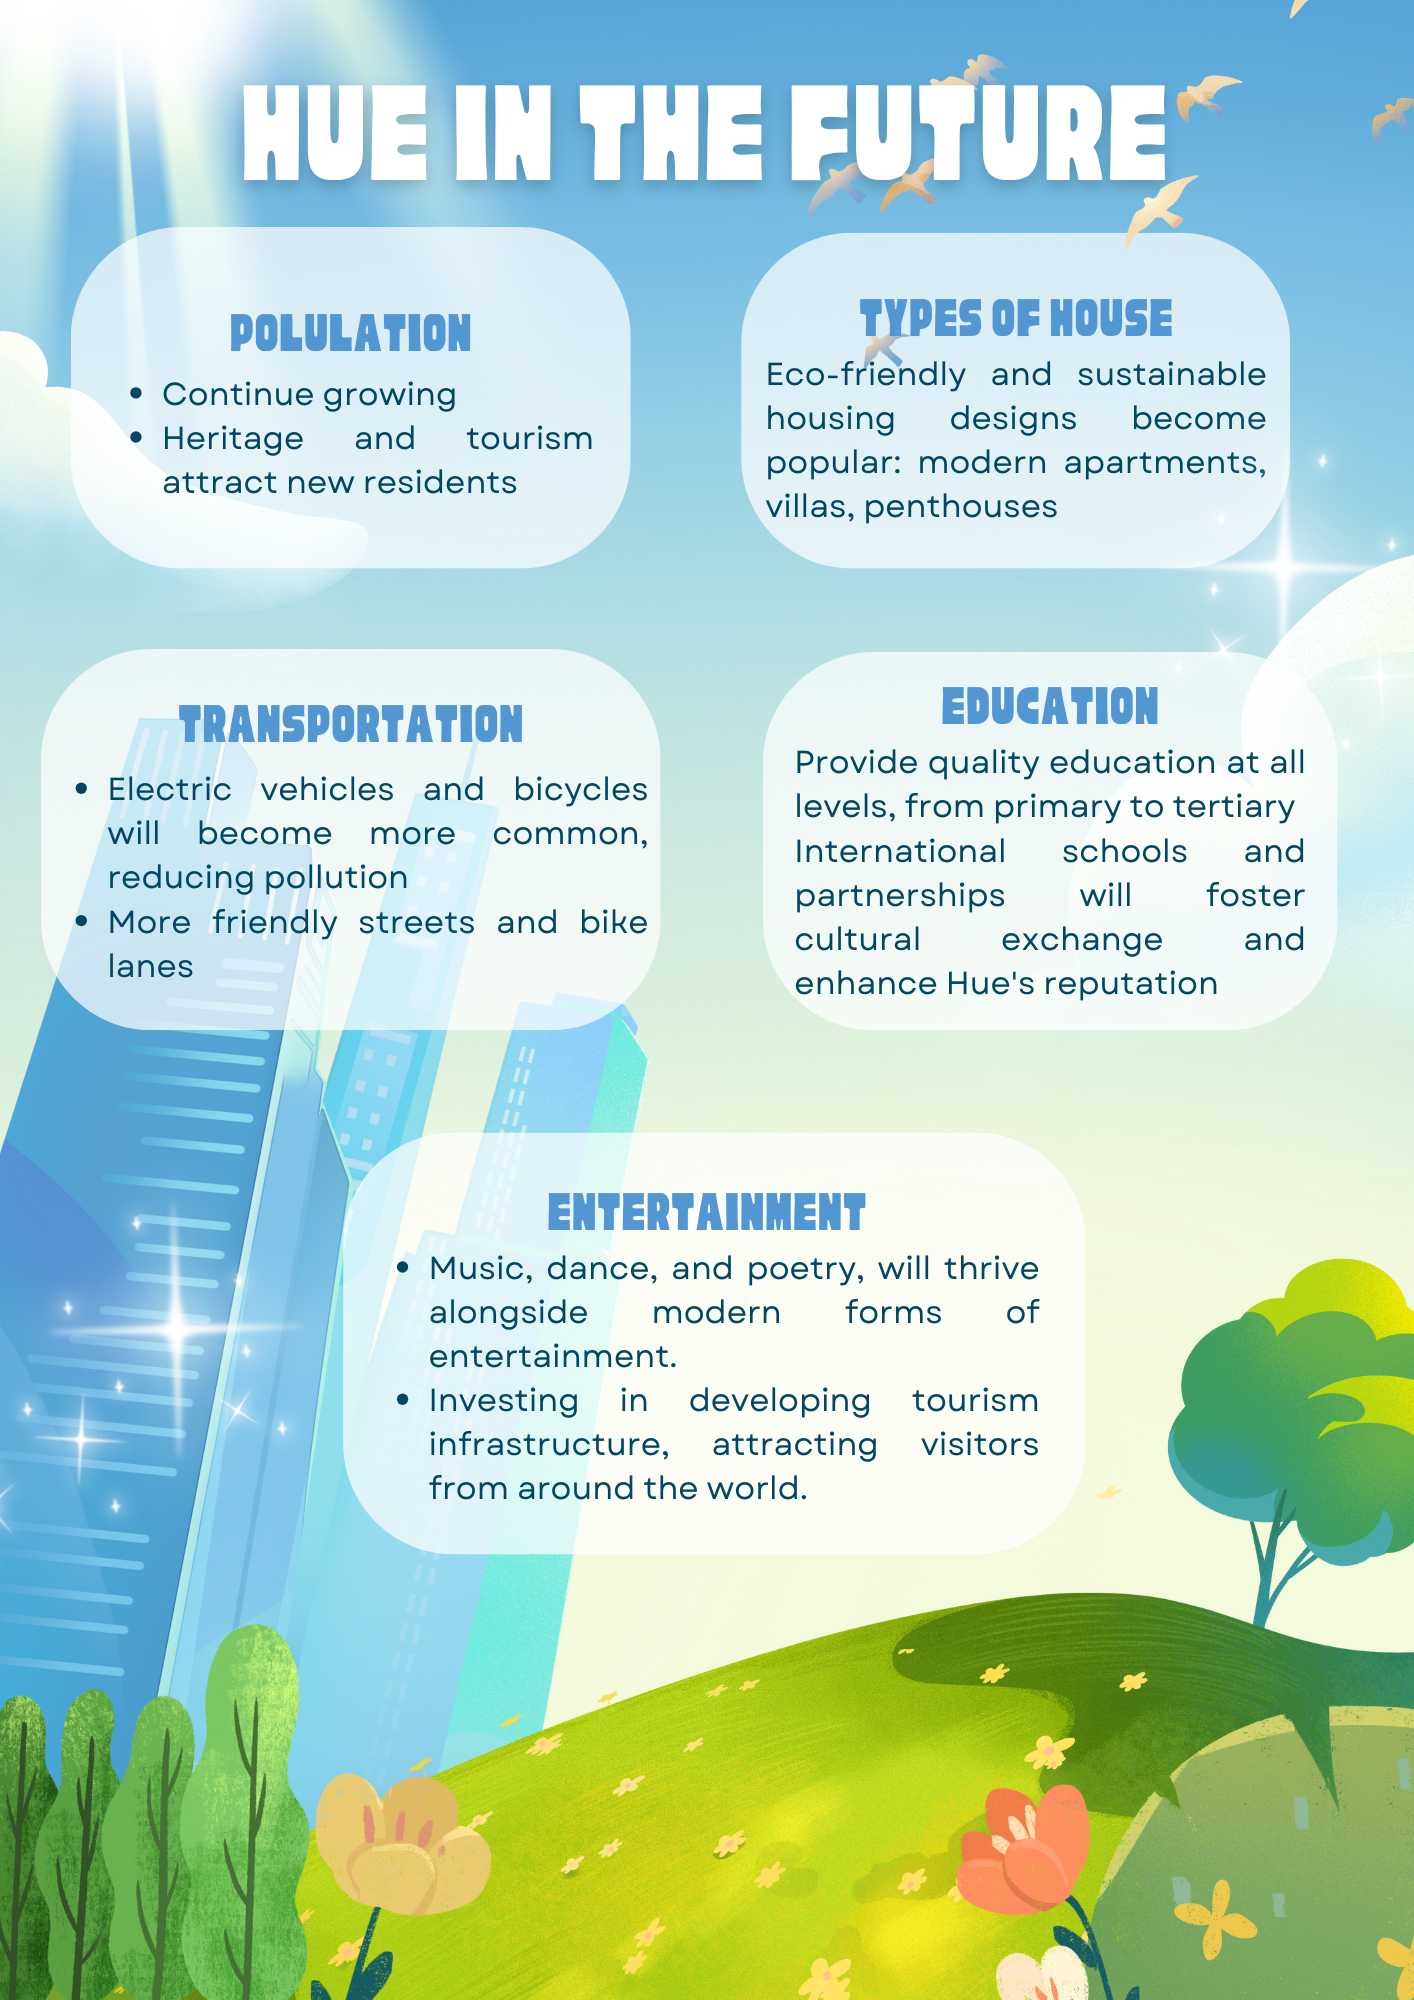 HUE IN THE FUTURE
POLULATION
• Continue growing
• Heritage and tourism
attract new residents
TYPES OF HOUSE
Eco-friendly and sustainable
housing designs become
popular: modern apartments,
villas, penthouses
TRANSPORTATION
• Electric vehicles and bicycles
will become more common,
reducing pollution
• More friendly streets and bike
lanes
EDUCATION
Provide quality education at all
levels, from primary to tertiary
International schools and
partnerships will foster
cultural exchange and
enhance Hue's reputation
ENTERTAINMENT
• Music, dance, and poetry, will thrive
alongside modern forms of
entertainment.
• Investing in developing tourism
infrastructure, attracting visitors
from around the world.